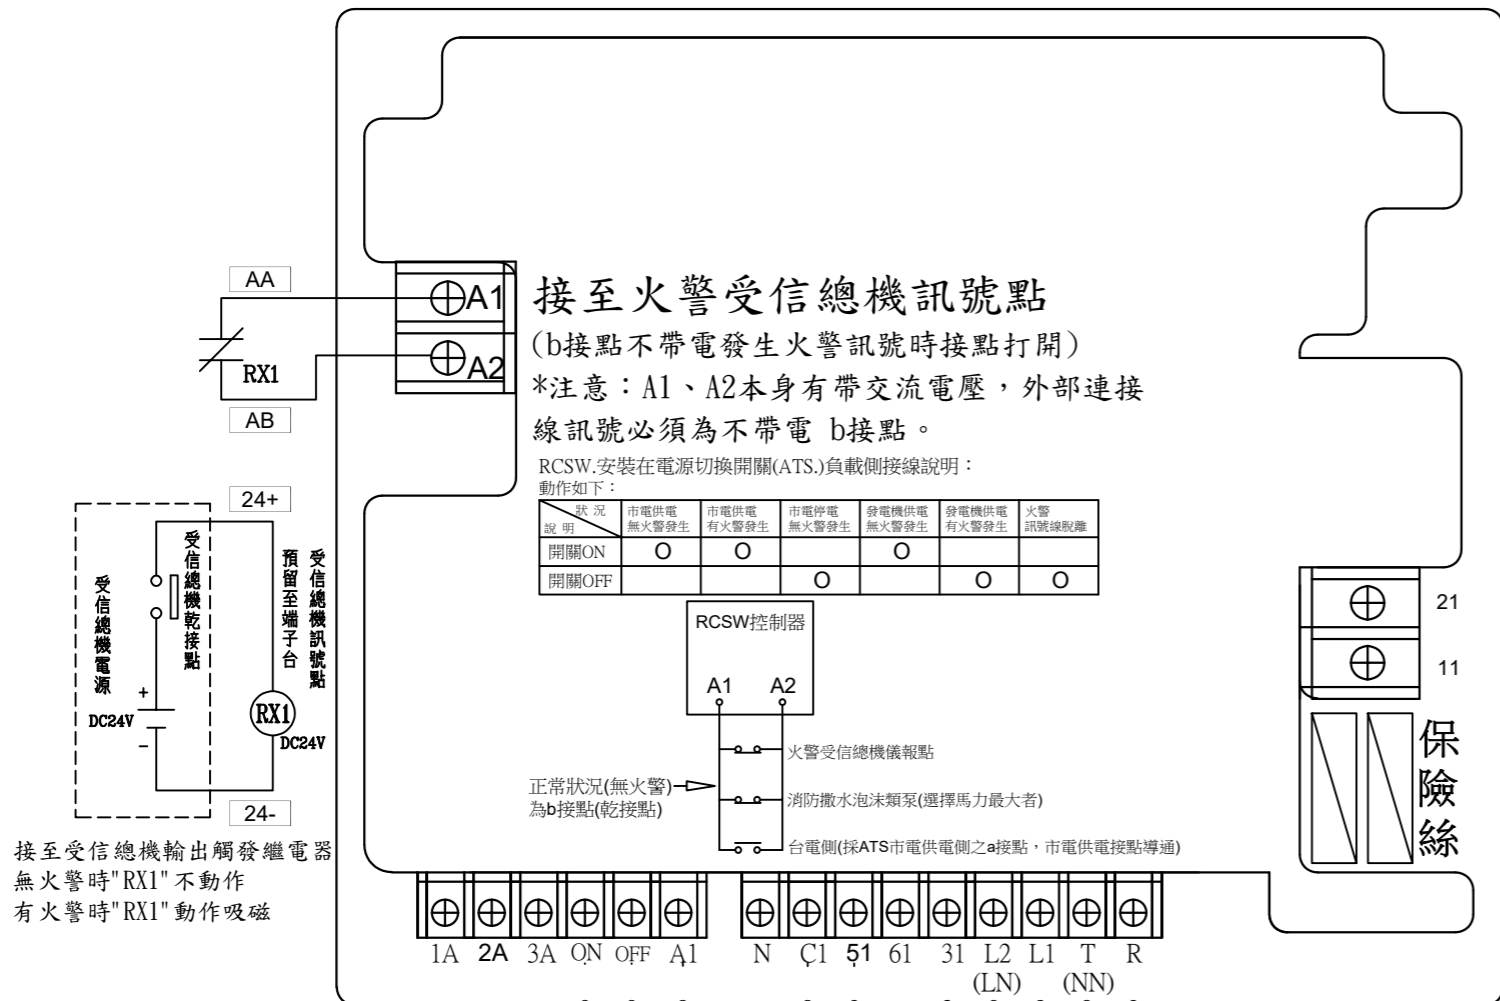 AA
A1
接至火警受信總機訊號點
(b接點不帶電發生火警訊號時接點打開)
RX1
A2
*注意：A1、A2本身有帶交流電壓，外部連接
AB
線訊號必須為不帶電 b接點。
RCSW.安裝在電源切換開關(ATS.)負載側接線說明：
動作如下：
狀 況
說 明
市電供電
無火警發生
市電供電
有火警發生
市電停電
無火警發生
發電機供電
無火警發生
發電機供電
有火警發生
火警
訊號線脫離
開關ON O O O
開關OFF O O O
24+
受信總機電源
受信總機乾接點
預留至端子台
受信總機訊號點
+
DC24V
-
RX1
DC24V
24-
接至受信總機輸出觸發繼電器
無火警時"RX1"不動作
有火警時"RX1"動作吸磁
RCSW控制器
A1 A2
火警受信總機儀報點
正常狀況(無火警)
為b接點(乾接點)
消防撒水泡沫類泵(選擇馬力最大者)
台電側(採ATS市電供電側之a接點，市電供電接點導通)
21
11
保險絲
1A 2A 3A ON OFF A1 N C1 51 61 31 L2 L1 T R
(LN) (NN)